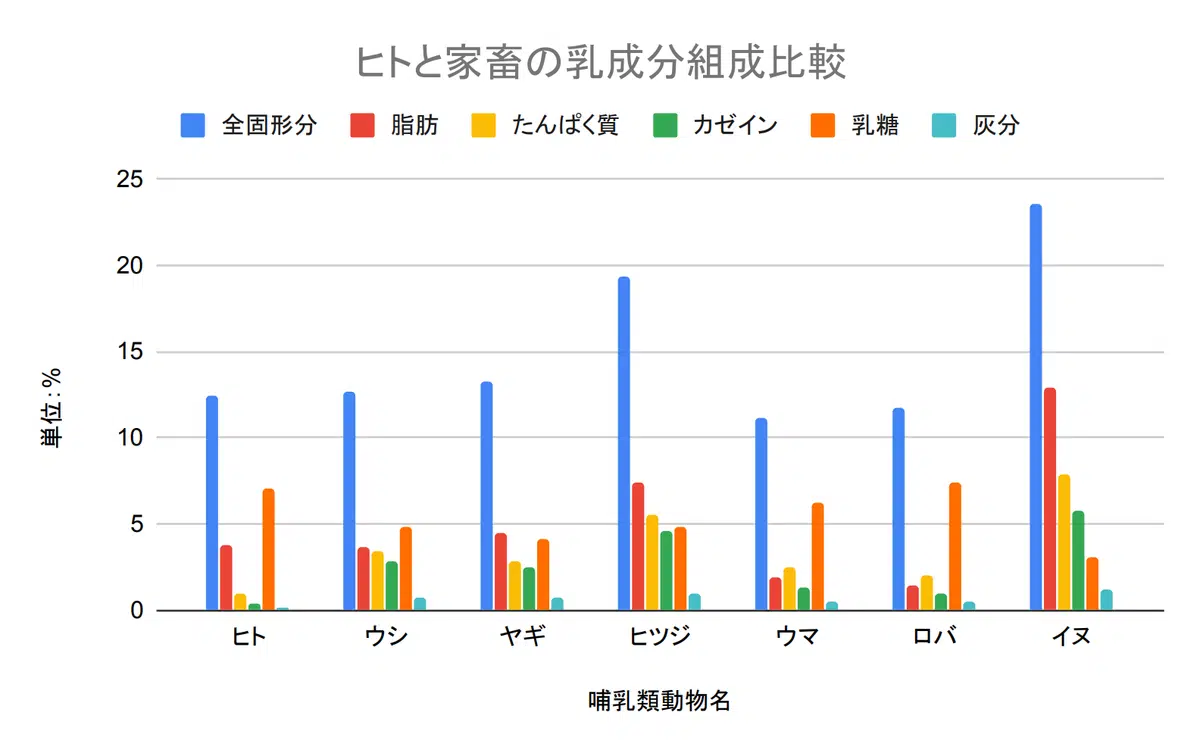 ヒトと家畜の乳成分組成比較
全固形分 脂肪 たんぱく質 カゼイン 乳糖 灰分
25
20
15
10
5
0
単位:%
ヒト ウシ ヤギ ヒツジ ウマ ロバ イヌ
哺乳類動物名